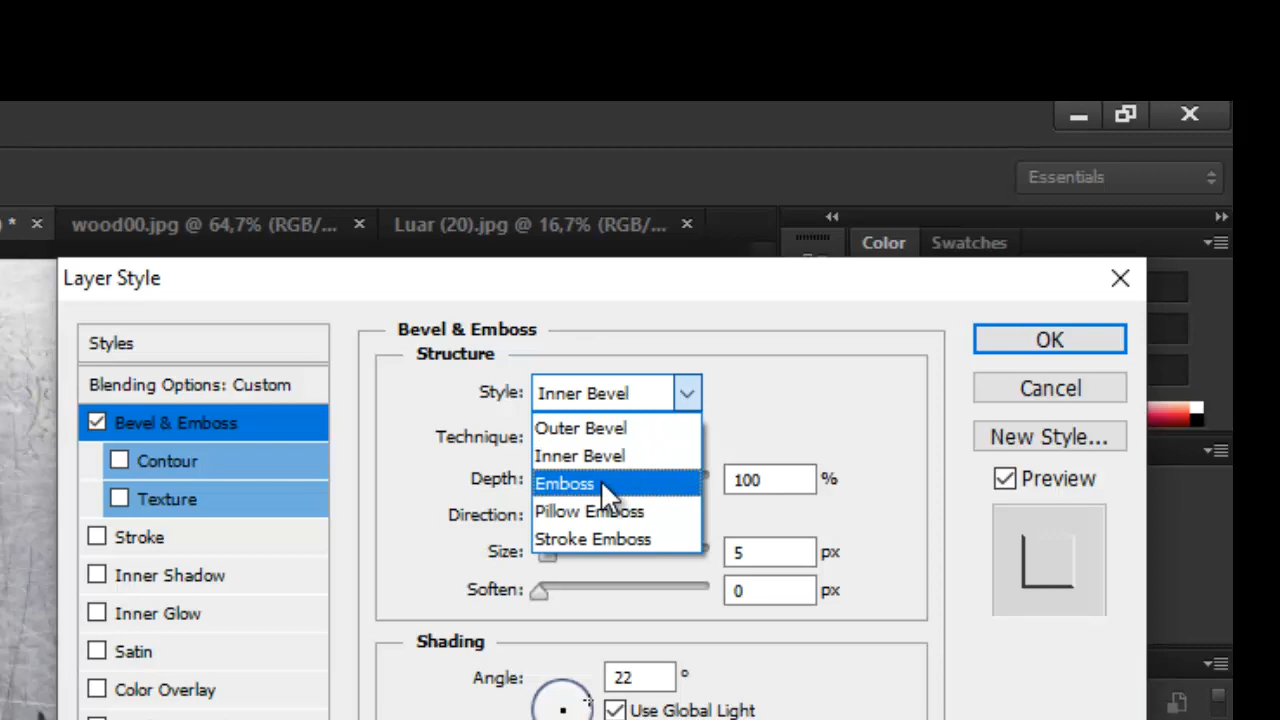 Essentials
* wood00.jpg @ 64,7% (RGB/... Luar (20).jpg @ 16,7% (RGB/...
Color Swatches
Layer Style
Styles
Blending Options: Custom
Bevel & Emboss
Contour
Texture
Stroke
Inner Shadow
Inner Glow
Satin
Color Overlay
Bevel & Emboss
Structure
Style: Inner Bevel
Outer Bevel
Inner Bevel
Emboss
Pillow Emboss
Stroke Emboss
Technique:
Depth: 100 %
Direction:
Size: 5 px
Soften: 0 px
Shading
Angle: 22 °
Use Global Light
OK
Cancel
New Style...
Preview